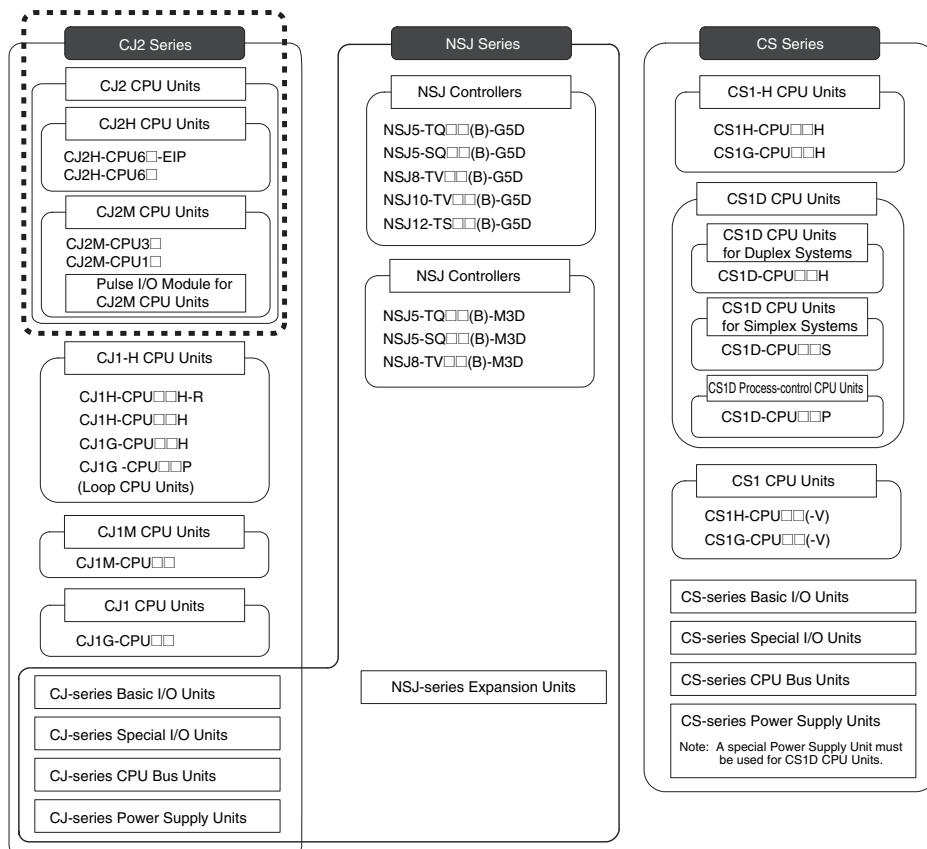 CJ2 Series
CJ2 CPU Units
CJ2H CPU Units
CJ2H-CPU6□-EIP
CJ2H-CPU6□
CJ2M CPU Units
CJ2M-CPU3□
CJ2M-CPU1□
Pulse I/O Module for
CJ2M CPU Units
CJ1-H CPU Units
CJ1H-CPU□□H-R
CJ1H-CPU□□H
CJ1G-CPU□□H
CJ1G -CPU□□P
(Loop CPU Units)
CJ1M CPU Units
CJ1M-CPU□□
CJ1 CPU Units
CJ1G-CPU□□
CJ-series Basic I/O Units
CJ-series Special I/O Units
CJ-series CPU Bus Units
CJ-series Power Supply Units
NSJ Series
NSJ Controllers
NSJ5-TQ□□(B)-G5D
NSJ5-SQ□□(B)-G5D
NSJ8-TV□□(B)-G5D
NSJ10-TV□□(B)-G5D
NSJ12-TS□□(B)-G5D
NSJ Controllers
NSJ5-TQ□□(B)-M3D
NSJ5-SQ□□(B)-M3D
NSJ8-TV□□(B)-M3D
NSJ-series Expansion Units
CS Series
CS1-H CPU Units
CS1H-CPU□□H
CS1G-CPU□□H
CS1D CPU Units
CS1D CPU Units
for Duplex Systems
CS1D-CPU□□H
CS1D CPU Units
for Simplex Systems
CS1D-CPU□□S
CS1D Process-control CPU Units
CS1D-CPU□□P
CS1 CPU Units
CS1H-CPU□□(-V)
CS1G-CPU□□(-V)
CS-series Basic I/O Units
CS-series Special I/O Units
CS-series CPU Bus Units
CS-series Power Supply Units
Note: A special Power Supply Unit must
be used for CS1D CPU Units.